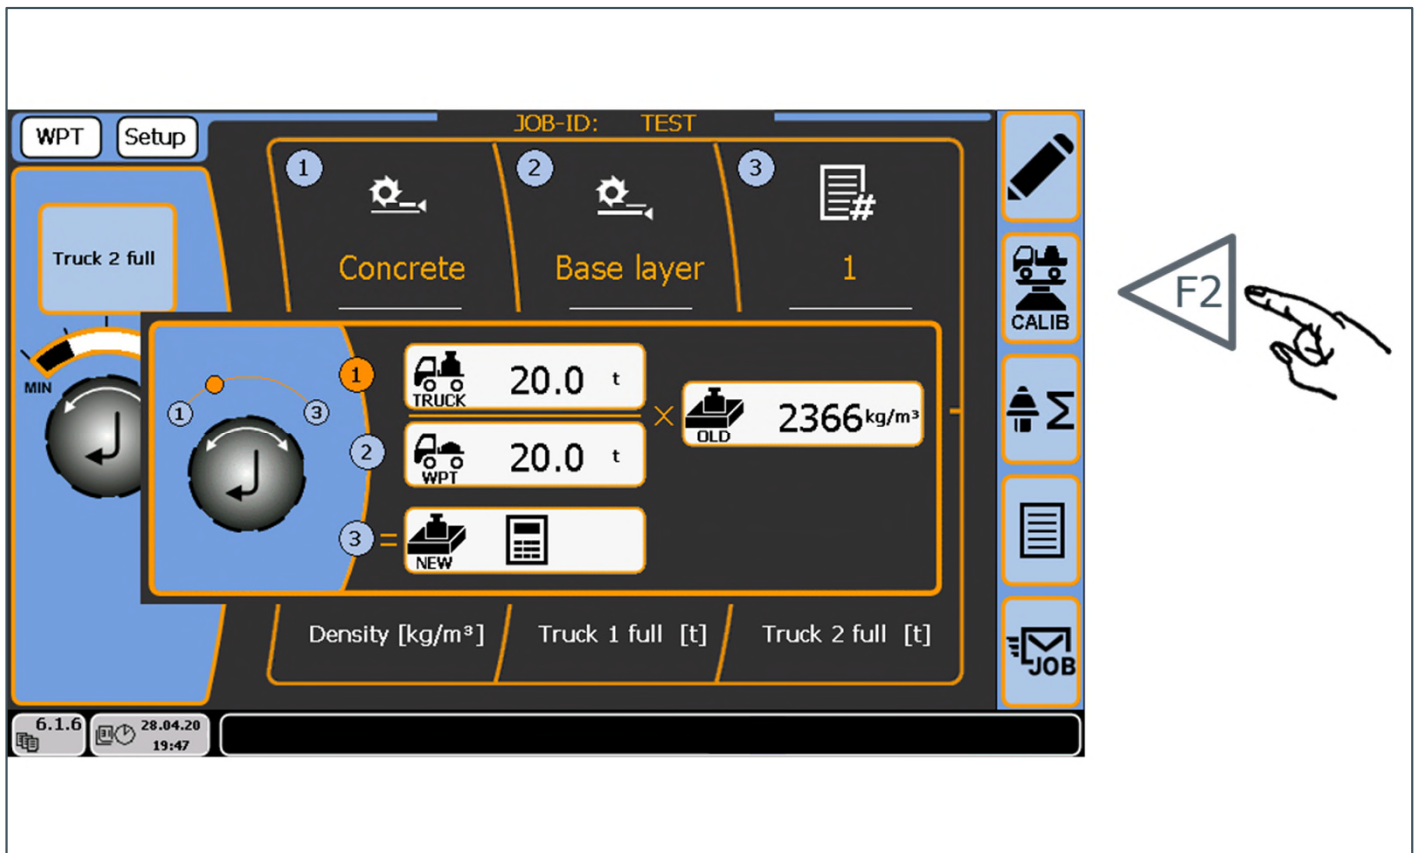 WPT
Setup
JOB-ID: TEST
1
2
3
#
Truck 2 full
Concrete
Base layer
1
F2
CALIB
MIN
1
3
1
TRUCK
20.0 t
×
OLD
2366 kg/m³
2
WPT
20.0 t
Σ
3
=
NEW
Density [kg/m³]
Truck 1 full [t]
Truck 2 full [t]
JOB
6.1.6
31
28.04.20
19:47